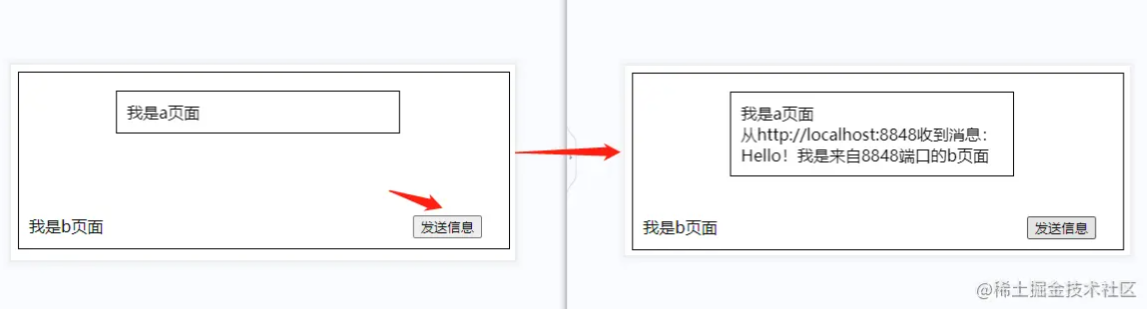 我是a页面
我是b页面
发送信息
我是a页面
从http://localhost:8848收到消息：
Hello！我是来自8848端口的b页面
我是b页面
发送信息
@稀土掘金技术社区